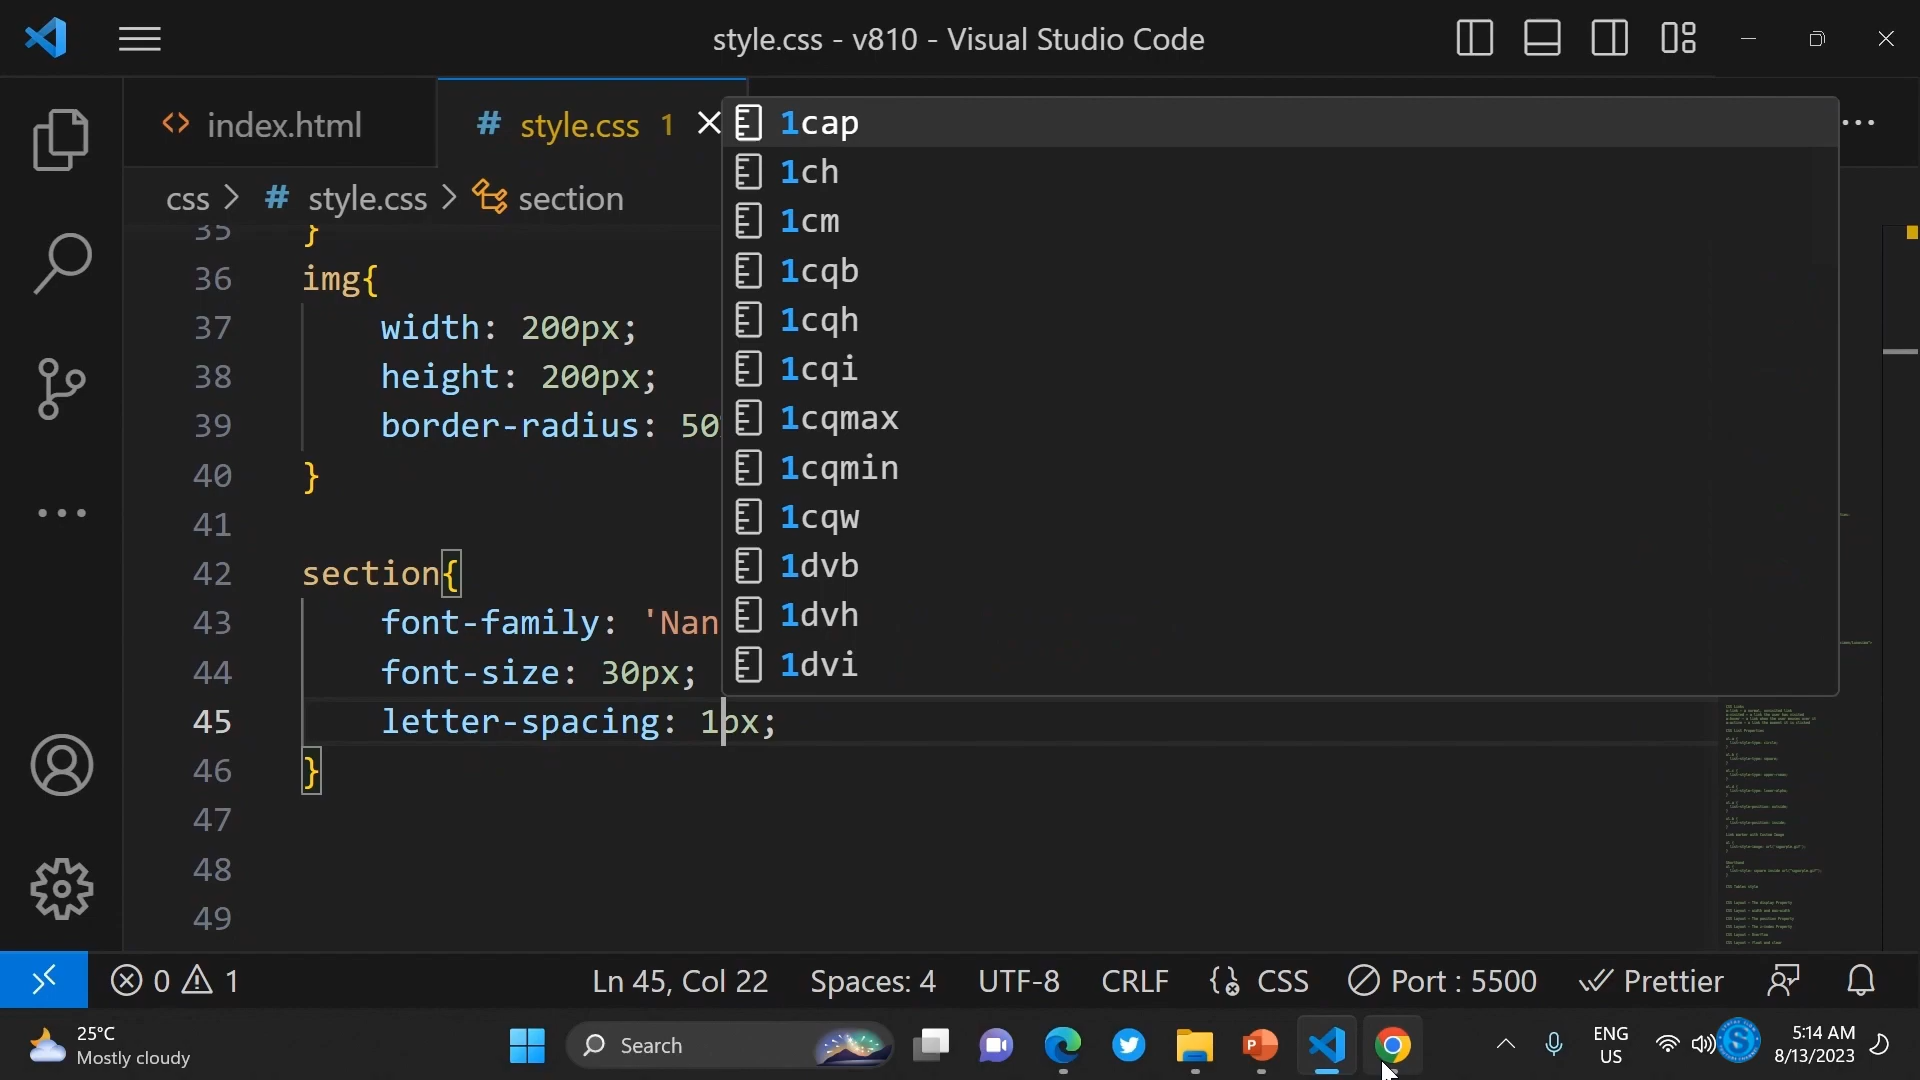 style.css - v810 - Visual Studio Code
index.html
# style.css 1
css > # style.css > section
35 }
36 img{
37 width: 200px;
38 height: 200px;
39 border-radius: 50
40 }
41
42 section{
43 font-family: 'Nan
44 font-size: 30px;
45 letter-spacing: 1px;
46 }
47
48
49
1cap
1ch
1cm
1cqb
1cqh
1cqi
1cqmax
1cqmin
1cqw
1dvb
1dvh
1dvi
0 1
Ln 45, Col 22
Spaces: 4
UTF-8
CRLF
CSS
Port : 5500
Prettier
25°C
Mostly cloudy
Search
ENG
US
5:14 AM
8/13/2023